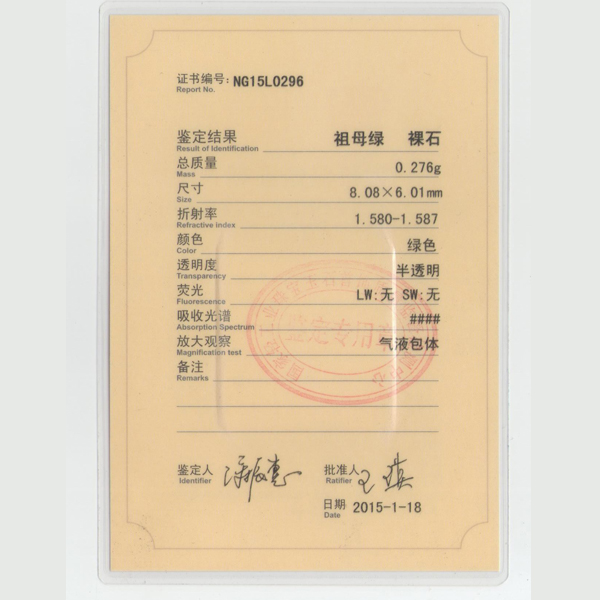 证书编号: NG15L0296
Report No.
鉴定结果 祖母绿 裸石
Result of Identification
总质量 0.276g
Mass
尺寸 8.08×6.01mm
Size
折射率 1.580-1.587
Refractive Index
颜色 绿色
Color
透明度 半透明
Transparency
荧光 LW:无 SW:无
Fluorescence
吸收光谱 ####
Absorption Spectrum
放大观察 气液包体
Magnification test
备注
Remarks
鉴定专用
鉴定人 批准人
Identifier Ratifier
日期 2015-1-18
Date